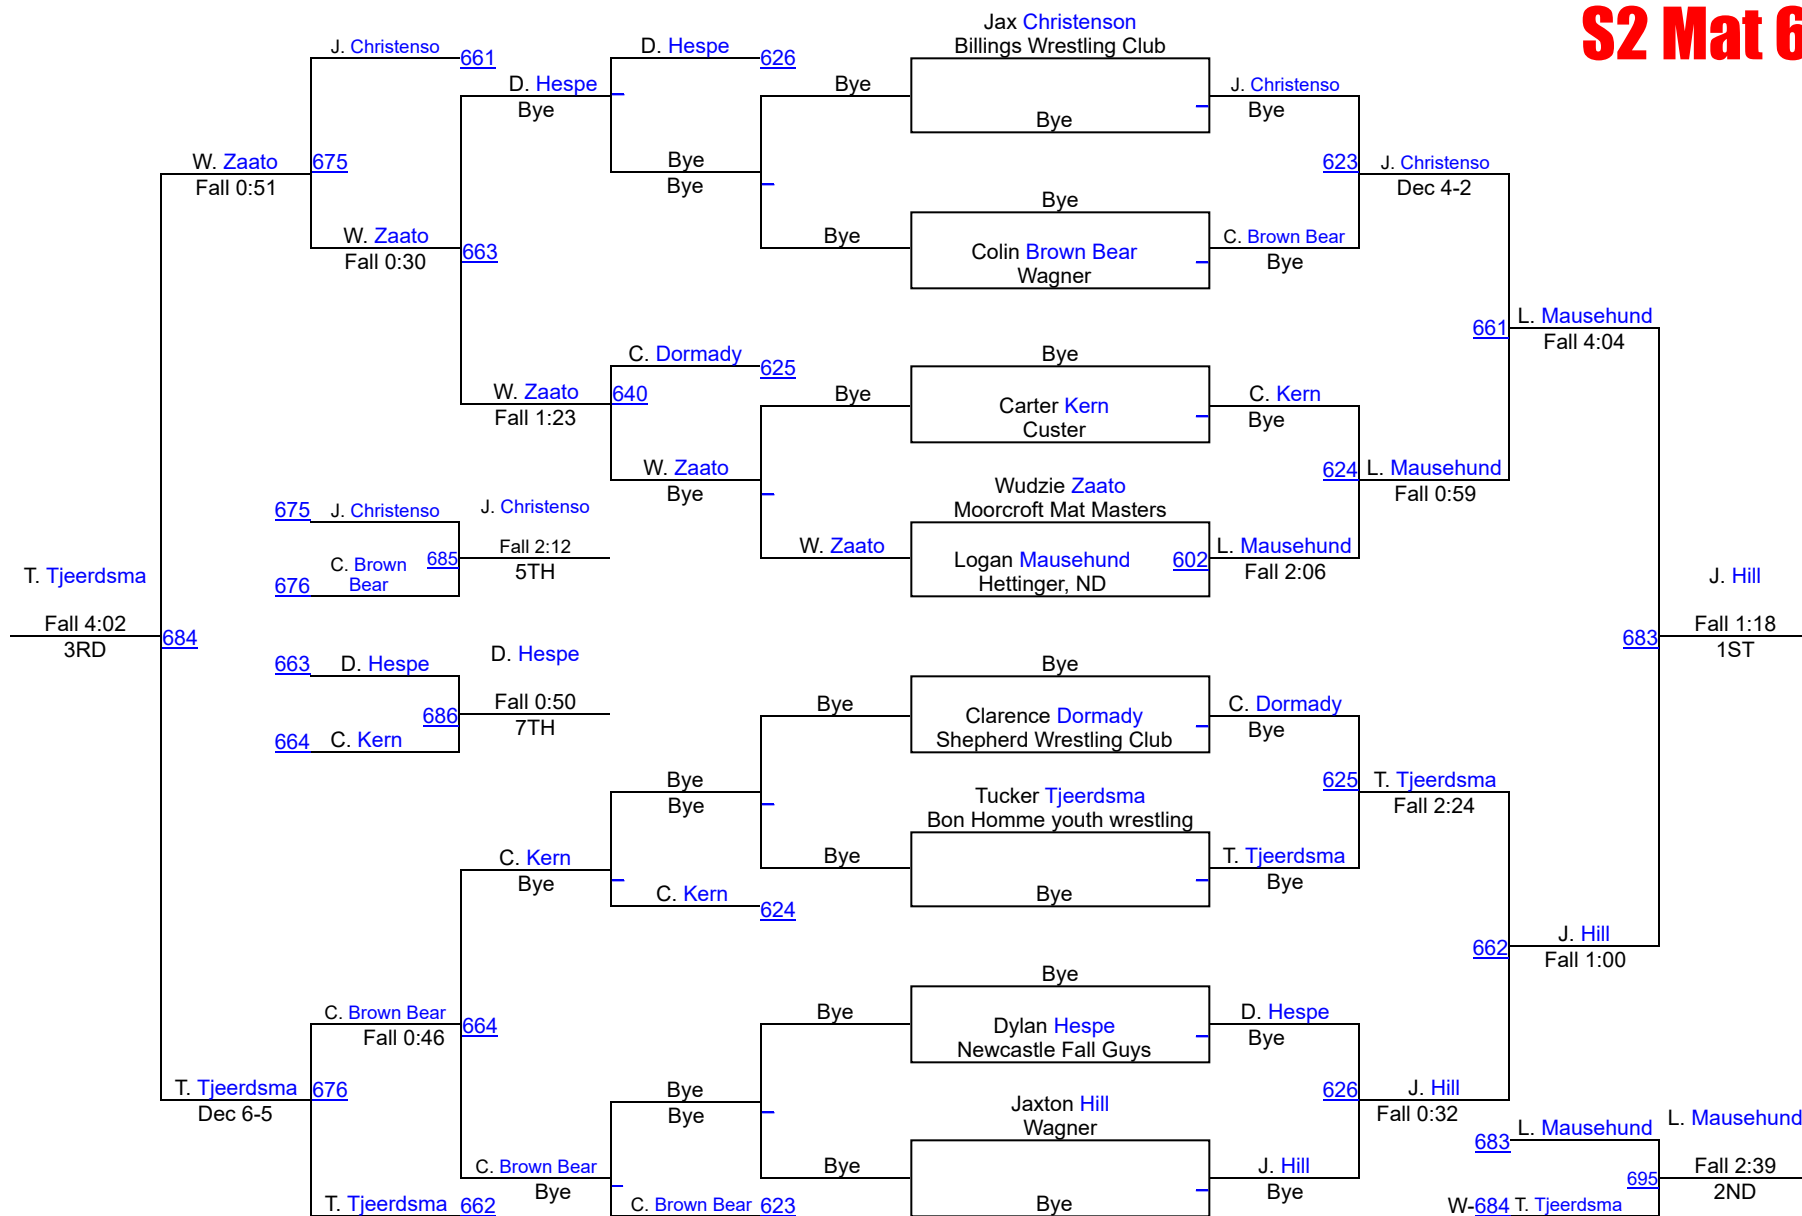 S2 Mat 6
Jax Christenson
Billings Wrestling Club
J. Christenso
661
D. Hespe
626
D. Hespe
Bye
Bye
J. Christenso
Bye
Bye
W. Zaato
675
Fall 0:51
Bye
Bye
623
J. Christenso
Dec 4-2
Bye
W. Zaato
663
Fall 0:30
Bye
Colin Brown Bear
Wagner
C. Brown Bear
Bye
661
L. Mausehund
Fall 4:04
C. Dormady
625
Bye
W. Zaato
640
Fall 1:23
Bye
Carter Kern
Custer
C. Kern
Bye
W. Zaato
Bye
624
L. Mausehund
Fall 0:59
Wudzie Zaato
Moorcroft Mat Masters
675
J. Christenso
J. Christenso
W. Zaato
Logan Mausehund
602
Hettinger, ND
L. Mausehund
Fall 2:06
685
Fall 2:12
5TH
676
C. Brown
Bear
T. Tjeerdsma
Fall 4:02
3RD
684
J. Hill
683
Fall 1:18
1ST
663
D. Hespe
D. Hespe
686
Fall 0:50
7TH
664
C. Kern
Bye
Bye
Clarence Dormady
Shepherd Wrestling Club
C. Dormady
Bye
Bye
Bye
625
T. Tjeerdsma
Fall 2:24
Tucker Tjeerdsma
Bon Homme youth wrestling
C. Kern
Bye
Bye
T. Tjeerdsma
Bye
Bye
C. Kern
624
662
J. Hill
Fall 1:00
Bye
C. Brown Bear
664
Fall 0:46
Bye
Dylan Hespe
Newcastle Fall Guys
D. Hespe
Bye
T. Tjeerdsma
676
Dec 6-5
Bye
Bye
626
J. Hill
Fall 0:32
Jaxton Hill
Wagner
683
L. Mausehund
L. Mausehund
C. Brown Bear
Bye
Bye
J. Hill
Bye
695
Fall 2:39
2ND
T. Tjeerdsma
662
C. Brown Bear
623
Bye
W-684
T. Tjeerdsma